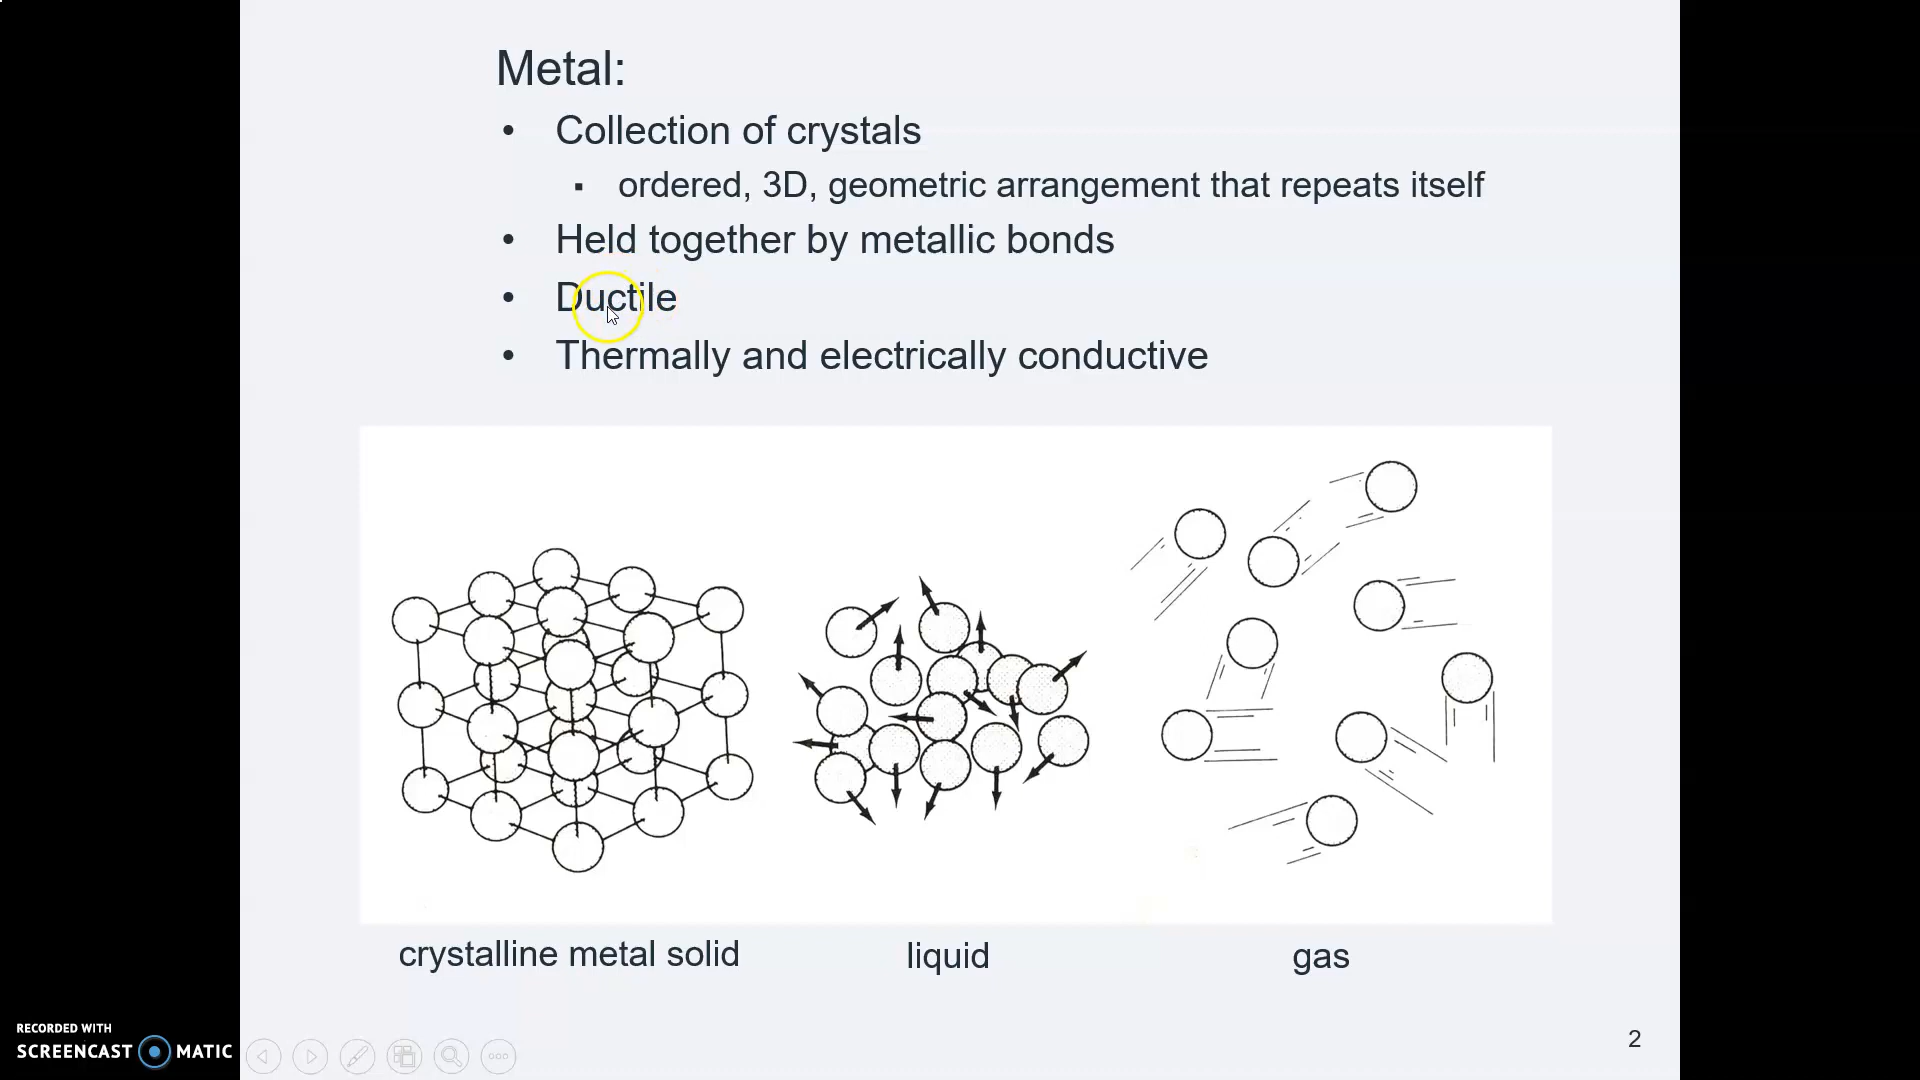 Metal:
• Collection of crystals
▪ ordered, 3D, geometric arrangement that repeats itself
• Held together by metallic bonds
• Ductile
• Thermally and electrically conductive
crystalline metal solid
liquid
gas
2
RECORDED WITH
SCREENCAST MATIC